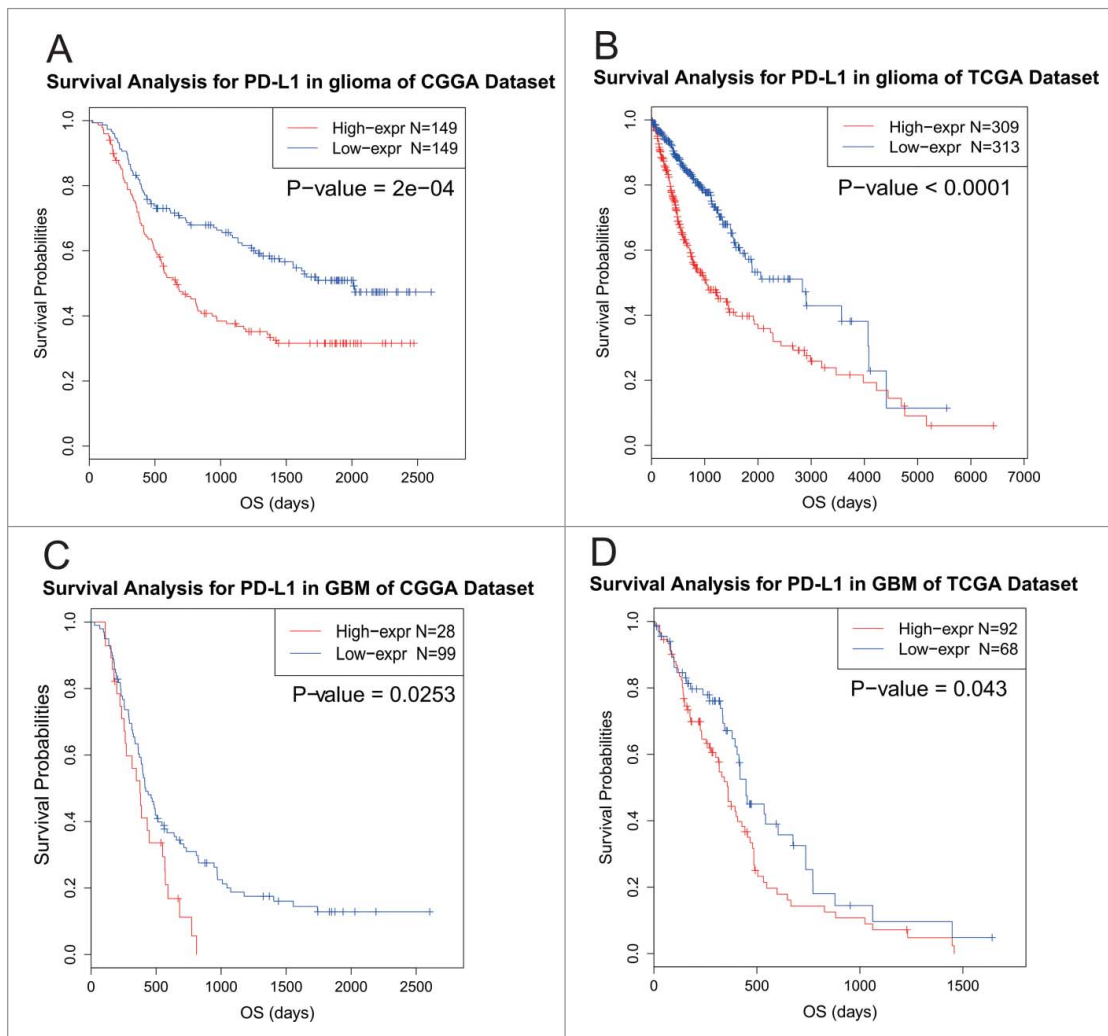 A
Survival Analysis for PD-L1 in glioma of CGGA Dataset
High-expr N=149
Low-expr N=149
P-value = 2e-04
Survival Probabilities
1.0
0.8
0.6
0.4
0.2
0.0
0 500 1000 1500 2000 2500
OS (days)
B
Survival Analysis for PD-L1 in glioma of TCGA Dataset
High-expr N=309
Low-expr N=313
P-value < 0.0001
Survival Probabilities
1.0
0.8
0.6
0.4
0.2
0.0
0 1000 2000 3000 4000 5000 6000 7000
OS (days)
C
Survival Analysis for PD-L1 in GBM of CGGA Dataset
High-expr N=28
Low-expr N=99
P-value = 0.0253
Survival Probabilities
1.0
0.8
0.6
0.4
0.2
0.0
0 500 1000 1500 2000 2500
OS (days)
D
Survival Analysis for PD-L1 in GBM of TCGA Dataset
High-expr N=92
Low-expr N=68
P-value = 0.043
Survival Probabilities
1.0
0.8
0.6
0.4
0.2
0.0
0 500 1000 1500
OS (days)